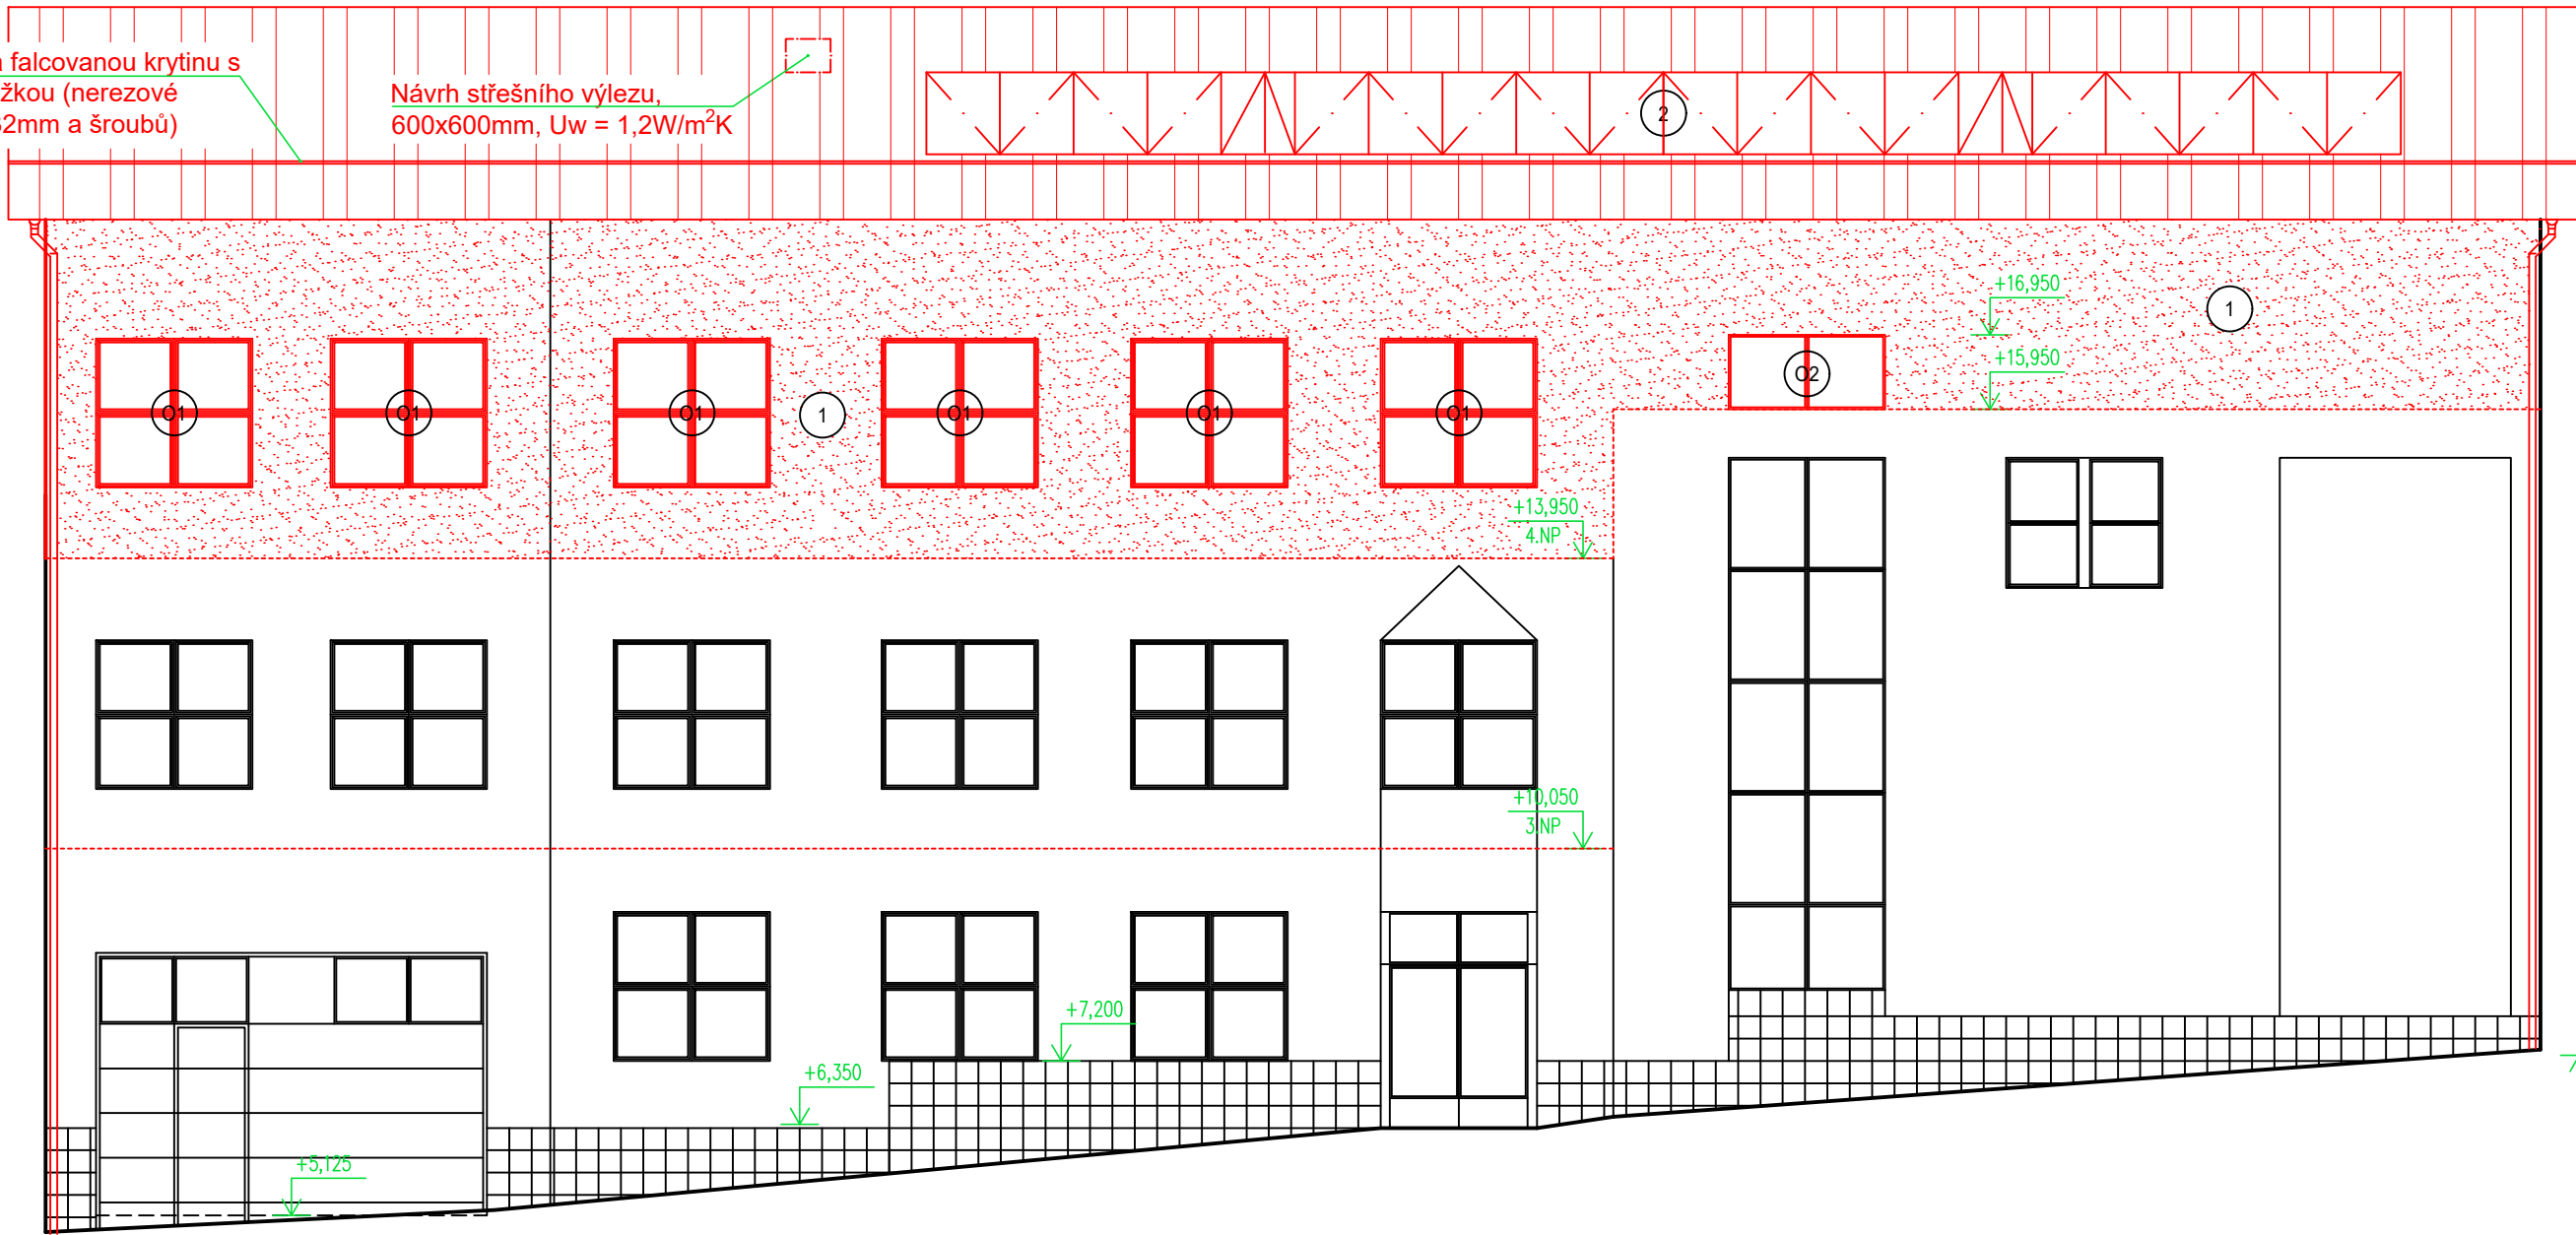 falcovanou krytinu s
žkou (nerezové
2mm a šroubů)
Návrh střešního výlezu,
600x600mm, Uw = 1,2W/m²K
2
+16,950
1
+15,950
O1
O1
O1
1
O1
O1
O1
O2
+13,950
4.NP
+10,050
3.NP
+7,200
+6,350
+5,125